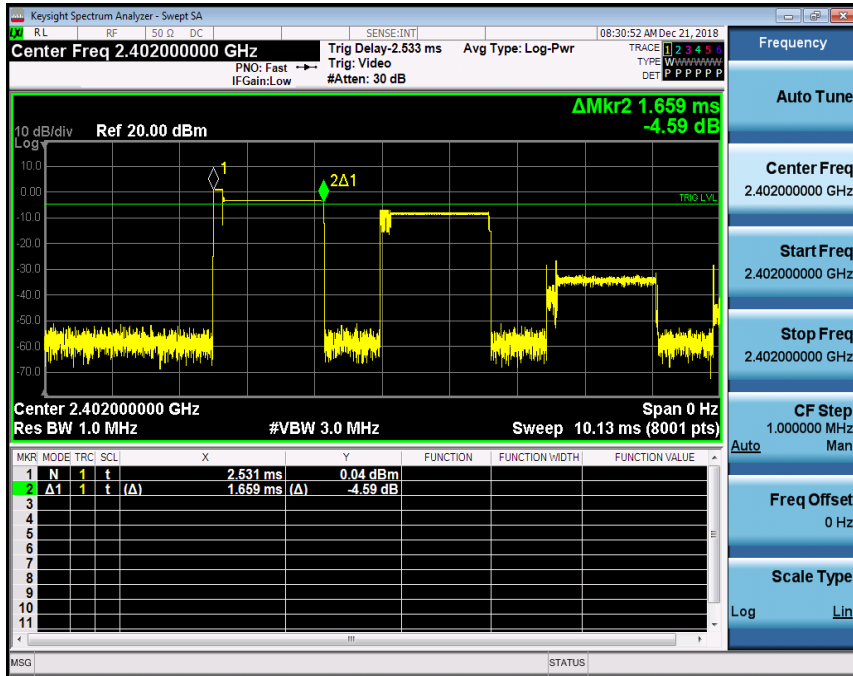 Keysight Spectrum Analyzer - Swept SA
LXI RL RF 50 Ω DC SENSE:INT 08:30:52 AM Dec 21, 2018
Center Freq 2.402000000 GHz
PNO: Fast
IFGain:Low
Trig Delay-2.533 ms
Trig: Video
#Atten: 30 dB
Avg Type: Log-Pwr
TRACE 1 2 3 4 5 6
TYPE WWWWWW
DET P P P P P P
ΔMkr2 1.659 ms
-4.59 dB
10 dB/div Ref 20.00 dBm
Log
10.0
0.00
-10.0
-20.0
-30.0
-40.0
-50.0
-60.0
-70.0
1
2Δ1
TRIG LVL
Center 2.402000000 GHz Span 0 Hz
Res BW 1.0 MHz #VBW 3.0 MHz Sweep 10.13 ms (8001 pts)
MKR MODE TRC SCL X Y FUNCTION FUNCTION WIDTH FUNCTION VALUE
1 N 1 t 2.531 ms 0.04 dBm
2 Δ1 1 t (Δ) 1.659 ms (Δ) -4.59 dB
3
4
5
6
7
8
9
10
11
MSG STATUS
Frequency
Auto Tune
Center Freq
2.402000000 GHz
Start Freq
2.402000000 GHz
Stop Freq
2.402000000 GHz
CF Step
1.000000 MHz
Auto Man
Freq Offset
0 Hz
Scale Type
Log Lin